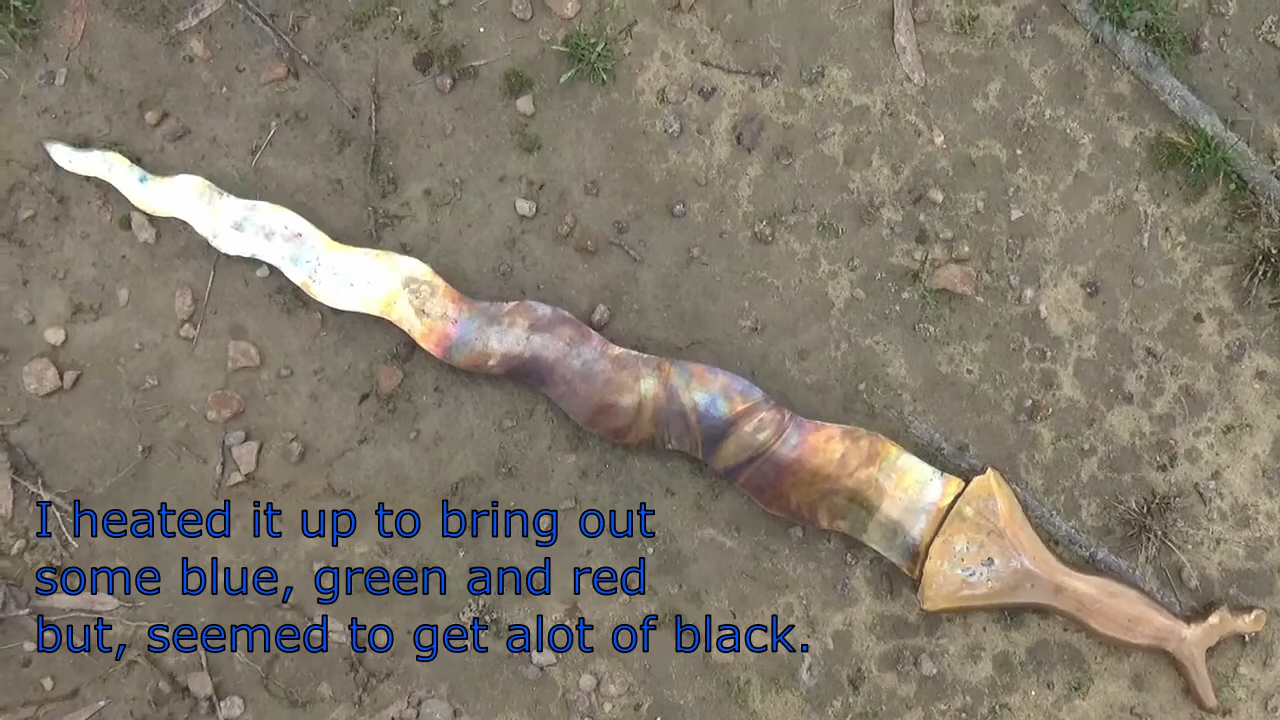 I heated it up to bring out
some blue, green and red
but, seemed to get alot of black.